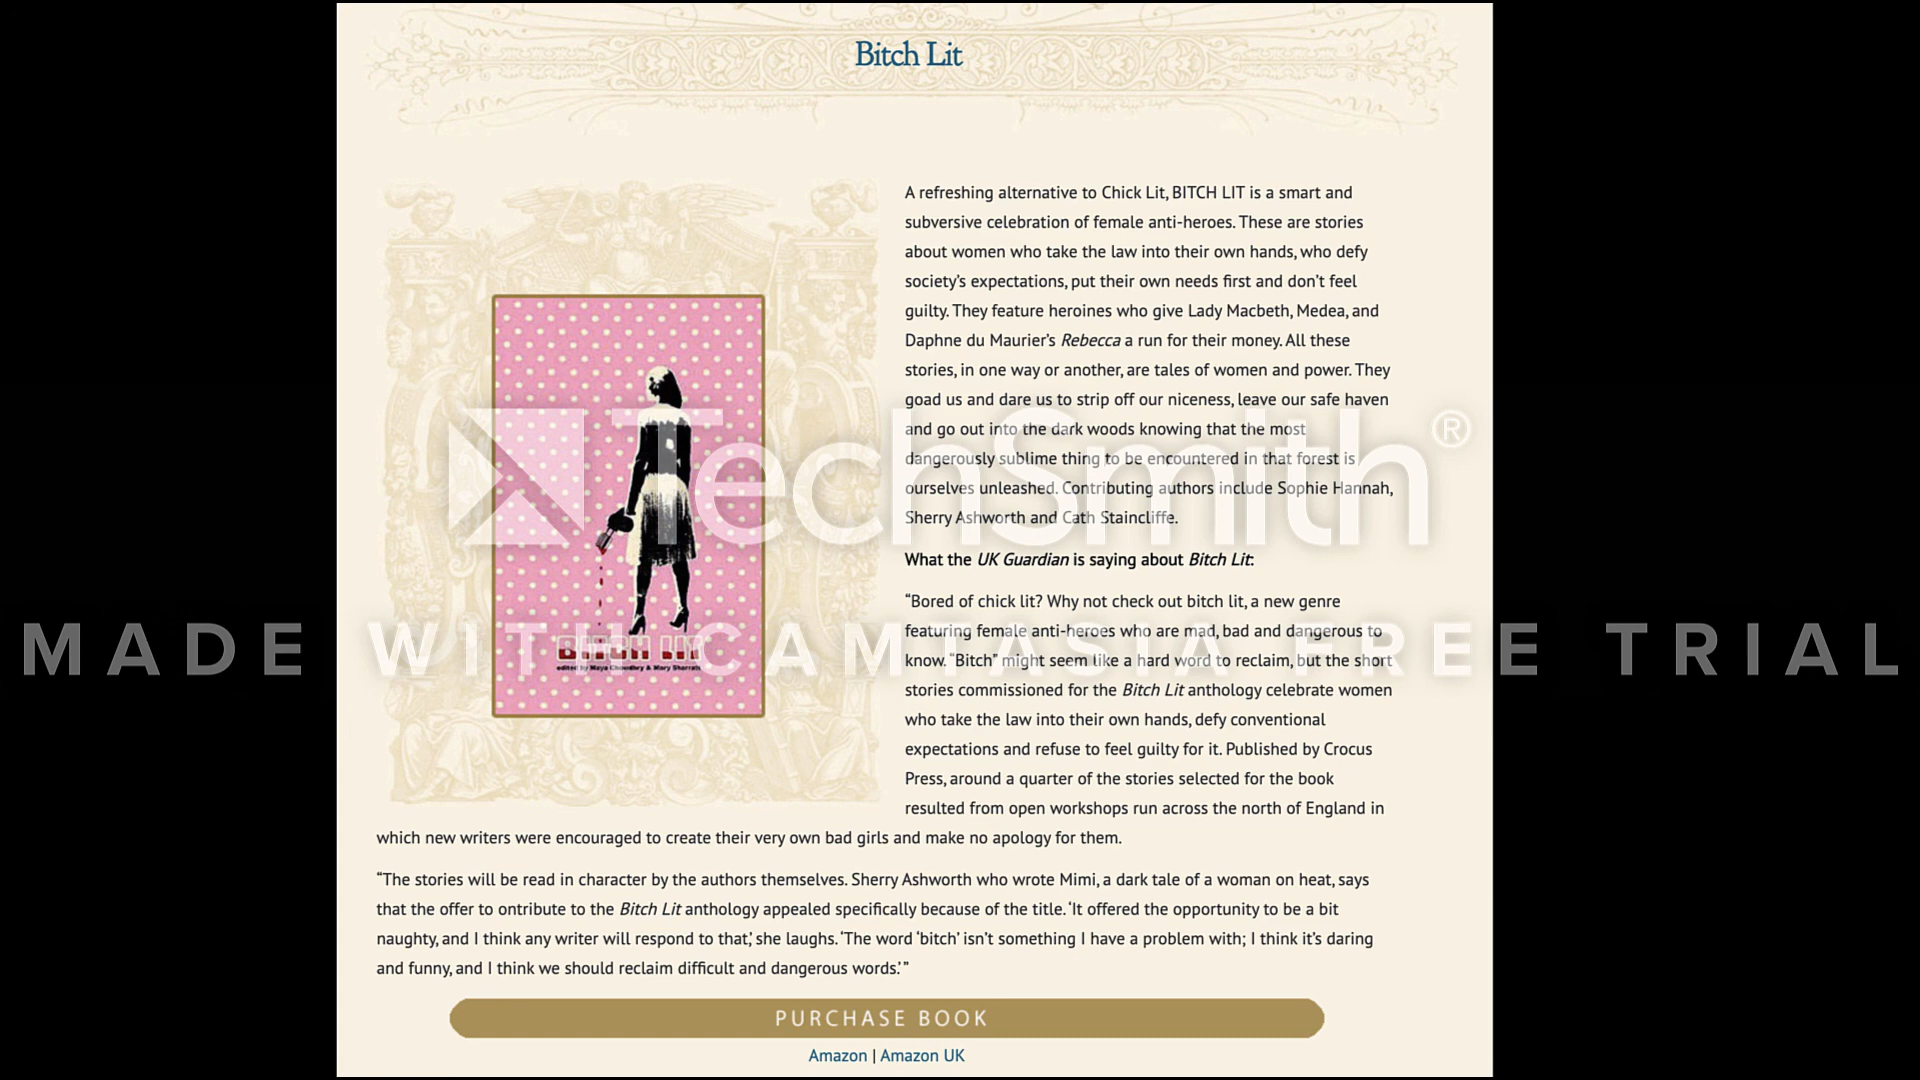 Bitch Lit
A refreshing alternative to Chick Lit, BITCH LIT is a smart and
subversive celebration of female anti-heroes. These are stories
about women who take the law into their own hands, who defy
society’s expectations, put their own needs first and don’t feel
guilty. They feature heroines who give Lady Macbeth, Medea, and
Daphne du Maurier’s Rebecca a run for their money. All these
stories, in one way or another, are tales of women and power. They
goad us and dare us to strip off our niceness, leave our safe haven
and go out into the dark woods knowing that the most
dangerously sublime thing to be encountered in that forest is
ourselves unleashed. Contributing authors include Sophie Hannah,
Sherry Ashworth and Cath Staincliffe.
What the UK Guardian is saying about Bitch Lit:
“Bored of chick lit? Why not check out bitch lit, a new genre
featuring female anti-heroes who are mad, bad and dangerous to
know. “Bitch” might seem like a hard word to reclaim, but the short
stories commissioned for the Bitch Lit anthology celebrate women
who take the law into their own hands, defy conventional
expectations and refuse to feel guilty for it. Published by Crocus
Press, around a quarter of the stories selected for the book
resulted from open workshops run across the north of England in
which new writers were encouraged to create their very own bad girls and make no apology for them.
“The stories will be read in character by the authors themselves. Sherry Ashworth who wrote Mimi, a dark tale of a woman on heat, says
that the offer to ontribute to the Bitch Lit anthology appealed specifically because of the title. ‘It offered the opportunity to be a bit
naughty, and I think any writer will respond to that,’ she laughs. ‘The word ‘bitch’ isn’t something I have a problem with; I think it’s daring
and funny, and I think we should reclaim difficult and dangerous words.’”
PURCHASE BOOK
Amazon | Amazon UK
BITCH LIT
edited by Maya Chowdhry & Mary Sharratt
TechSmith®
MADE WITH CAMTASIA FREE TRIAL